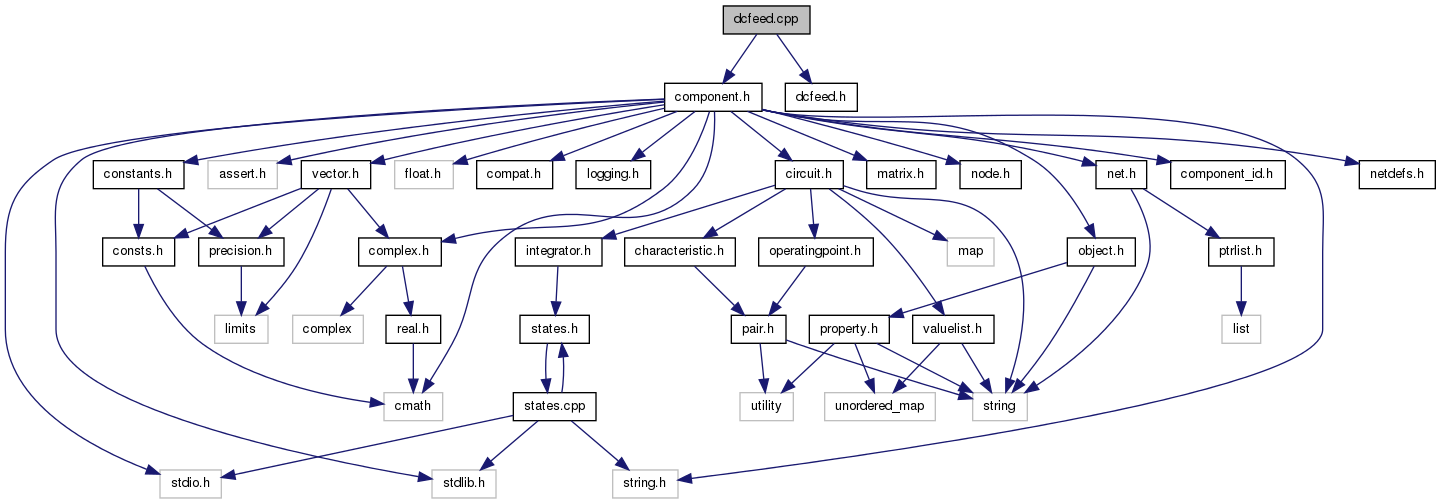 dcfeed.cpp
component.h
dcfeed.h
constants.h
assert.h
vector.h
float.h
compat.h
logging.h
circuit.h
matrix.h
node.h
net.h
component_id.h
netdefs.h
consts.h
precision.h
complex.h
integrator.h
characteristic.h
operatingpoint.h
map
object.h
ptrlist.h
limits
complex
real.h
states.h
pair.h
property.h
valuelist.h
list
cmath
states.cpp
utility
unordered_map
string
stdio.h
stdlib.h
string.h